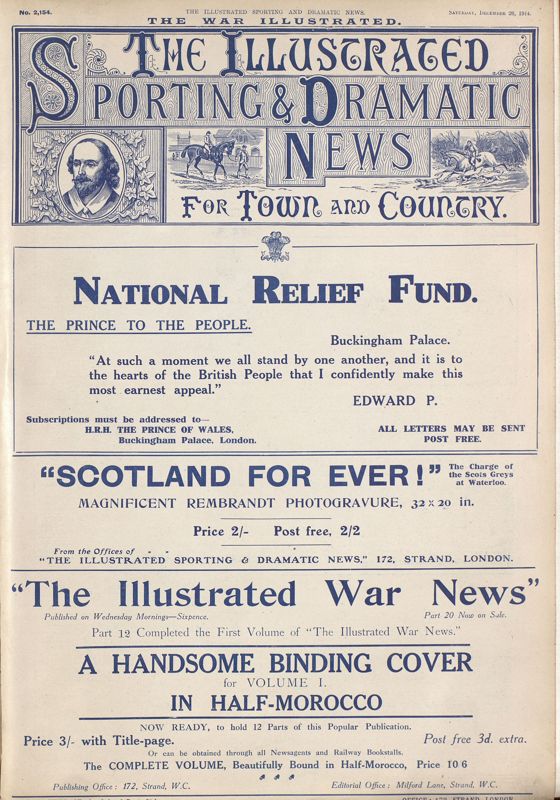 No. 2,154. THE ILLUSTRATED SPORTING AND DRAMATIC NEWS. SATURDAY, DECEMBER 26, 1914.
THE WAR ILLUSTRATED.
THE ILLUSTRATED
SPORTING & DRAMATIC
NEWS
FOR TOWN AND COUNTRY.
NATIONAL RELIEF FUND.
THE PRINCE TO THE PEOPLE.
Buckingham Palace.
“At such a moment we all stand by one another, and it is to
the hearts of the British People that I confidently make this
most earnest appeal.”
EDWARD P.
Subscriptions must be addressed to—
H.R.H. THE PRINCE OF WALES,
Buckingham Palace, London.
ALL LETTERS MAY BE SENT
POST FREE.
“SCOTLAND FOR EVER!” The Charge of
the Scots Greys
at Waterloo.
MAGNIFICENT REMBRANDT PHOTOGRAVURE, 32 x 20 in.
Price 2/- Post free, 2/2
From the Offices of - -
“THE ILLUSTRATED SPORTING & DRAMATIC NEWS,” 172, STRAND, LONDON.
“The Illustrated War News”
Published on Wednesday Mornings—Sixpence. Part 20 Now on Sale.
Part 12 Completed the First Volume of “The Illustrated War News.”
A HANDSOME BINDING COVER
for VOLUME I.
IN HALF-MOROCCO
NOW READY, to hold 12 Parts of this Popular Publication.
Price 3/- with Title-page. Post free 3d. extra.
Or can be obtained through all Newsagents and Railway Bookstalls.
The COMPLETE VOLUME, Beautifully Bound in Half-Morocco, Price 10 6
Publishing Office: 172, Strand, W.C. Editorial Office: Milford Lane, Strand, W.C.
OFFICE: 172 STRAND LONDON